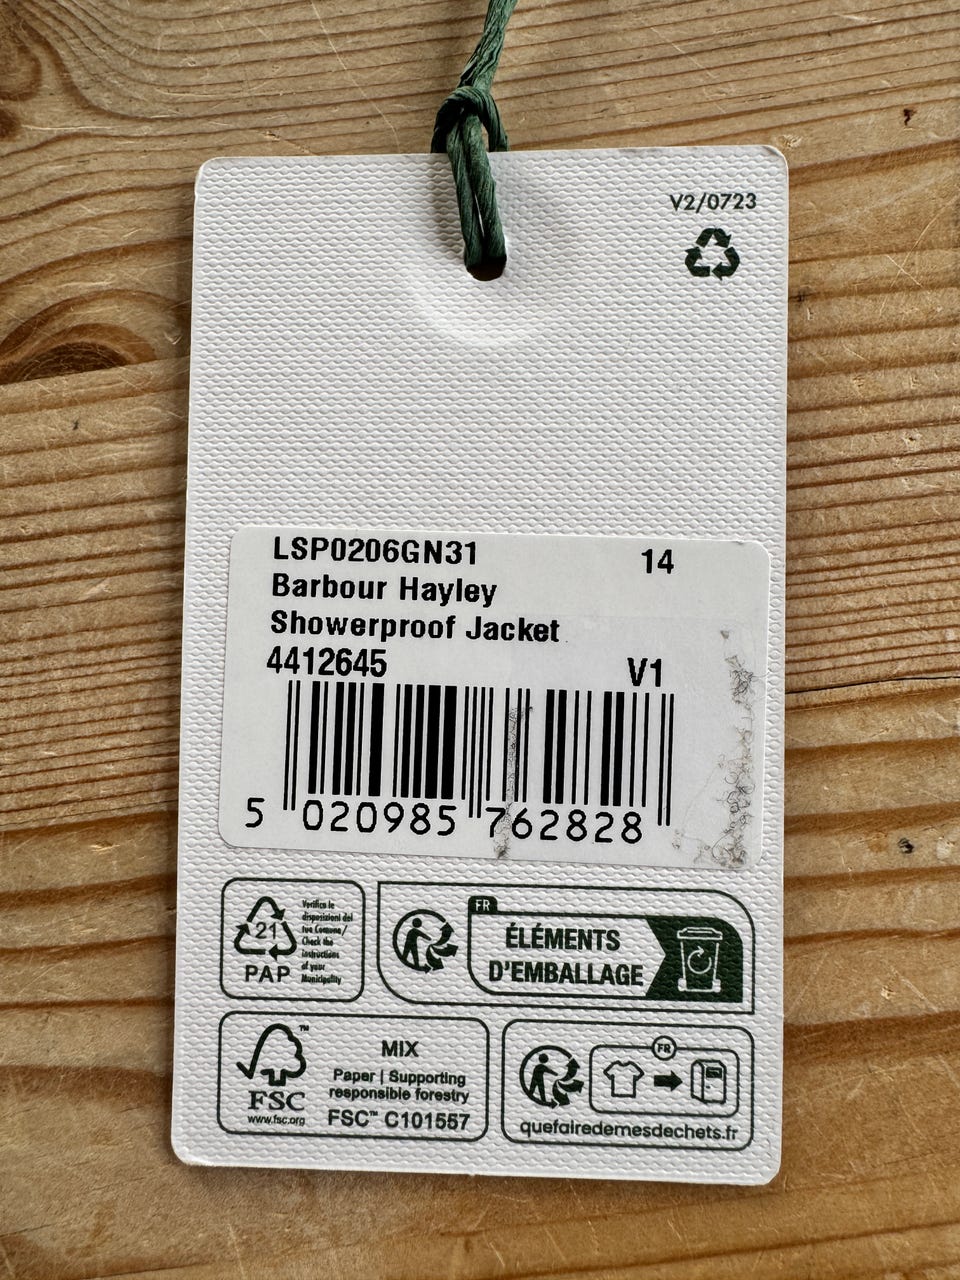 V2/0723
LSP0206GN31 14
Barbour Hayley
Showerproof Jacket
4412645 V1
5 020985 762828
21
PAP
Verifica le
disposizioni del
tuo Comune/
Check the
instructions
of your
Municipality
FR
ÉLÉMENTS
D'EMBALLAGE
FSC
™
www.fsc.org
MIX
Paper | Supporting
responsible forestry
FSC™ C101557
FR
quefairedemesdechets.fr